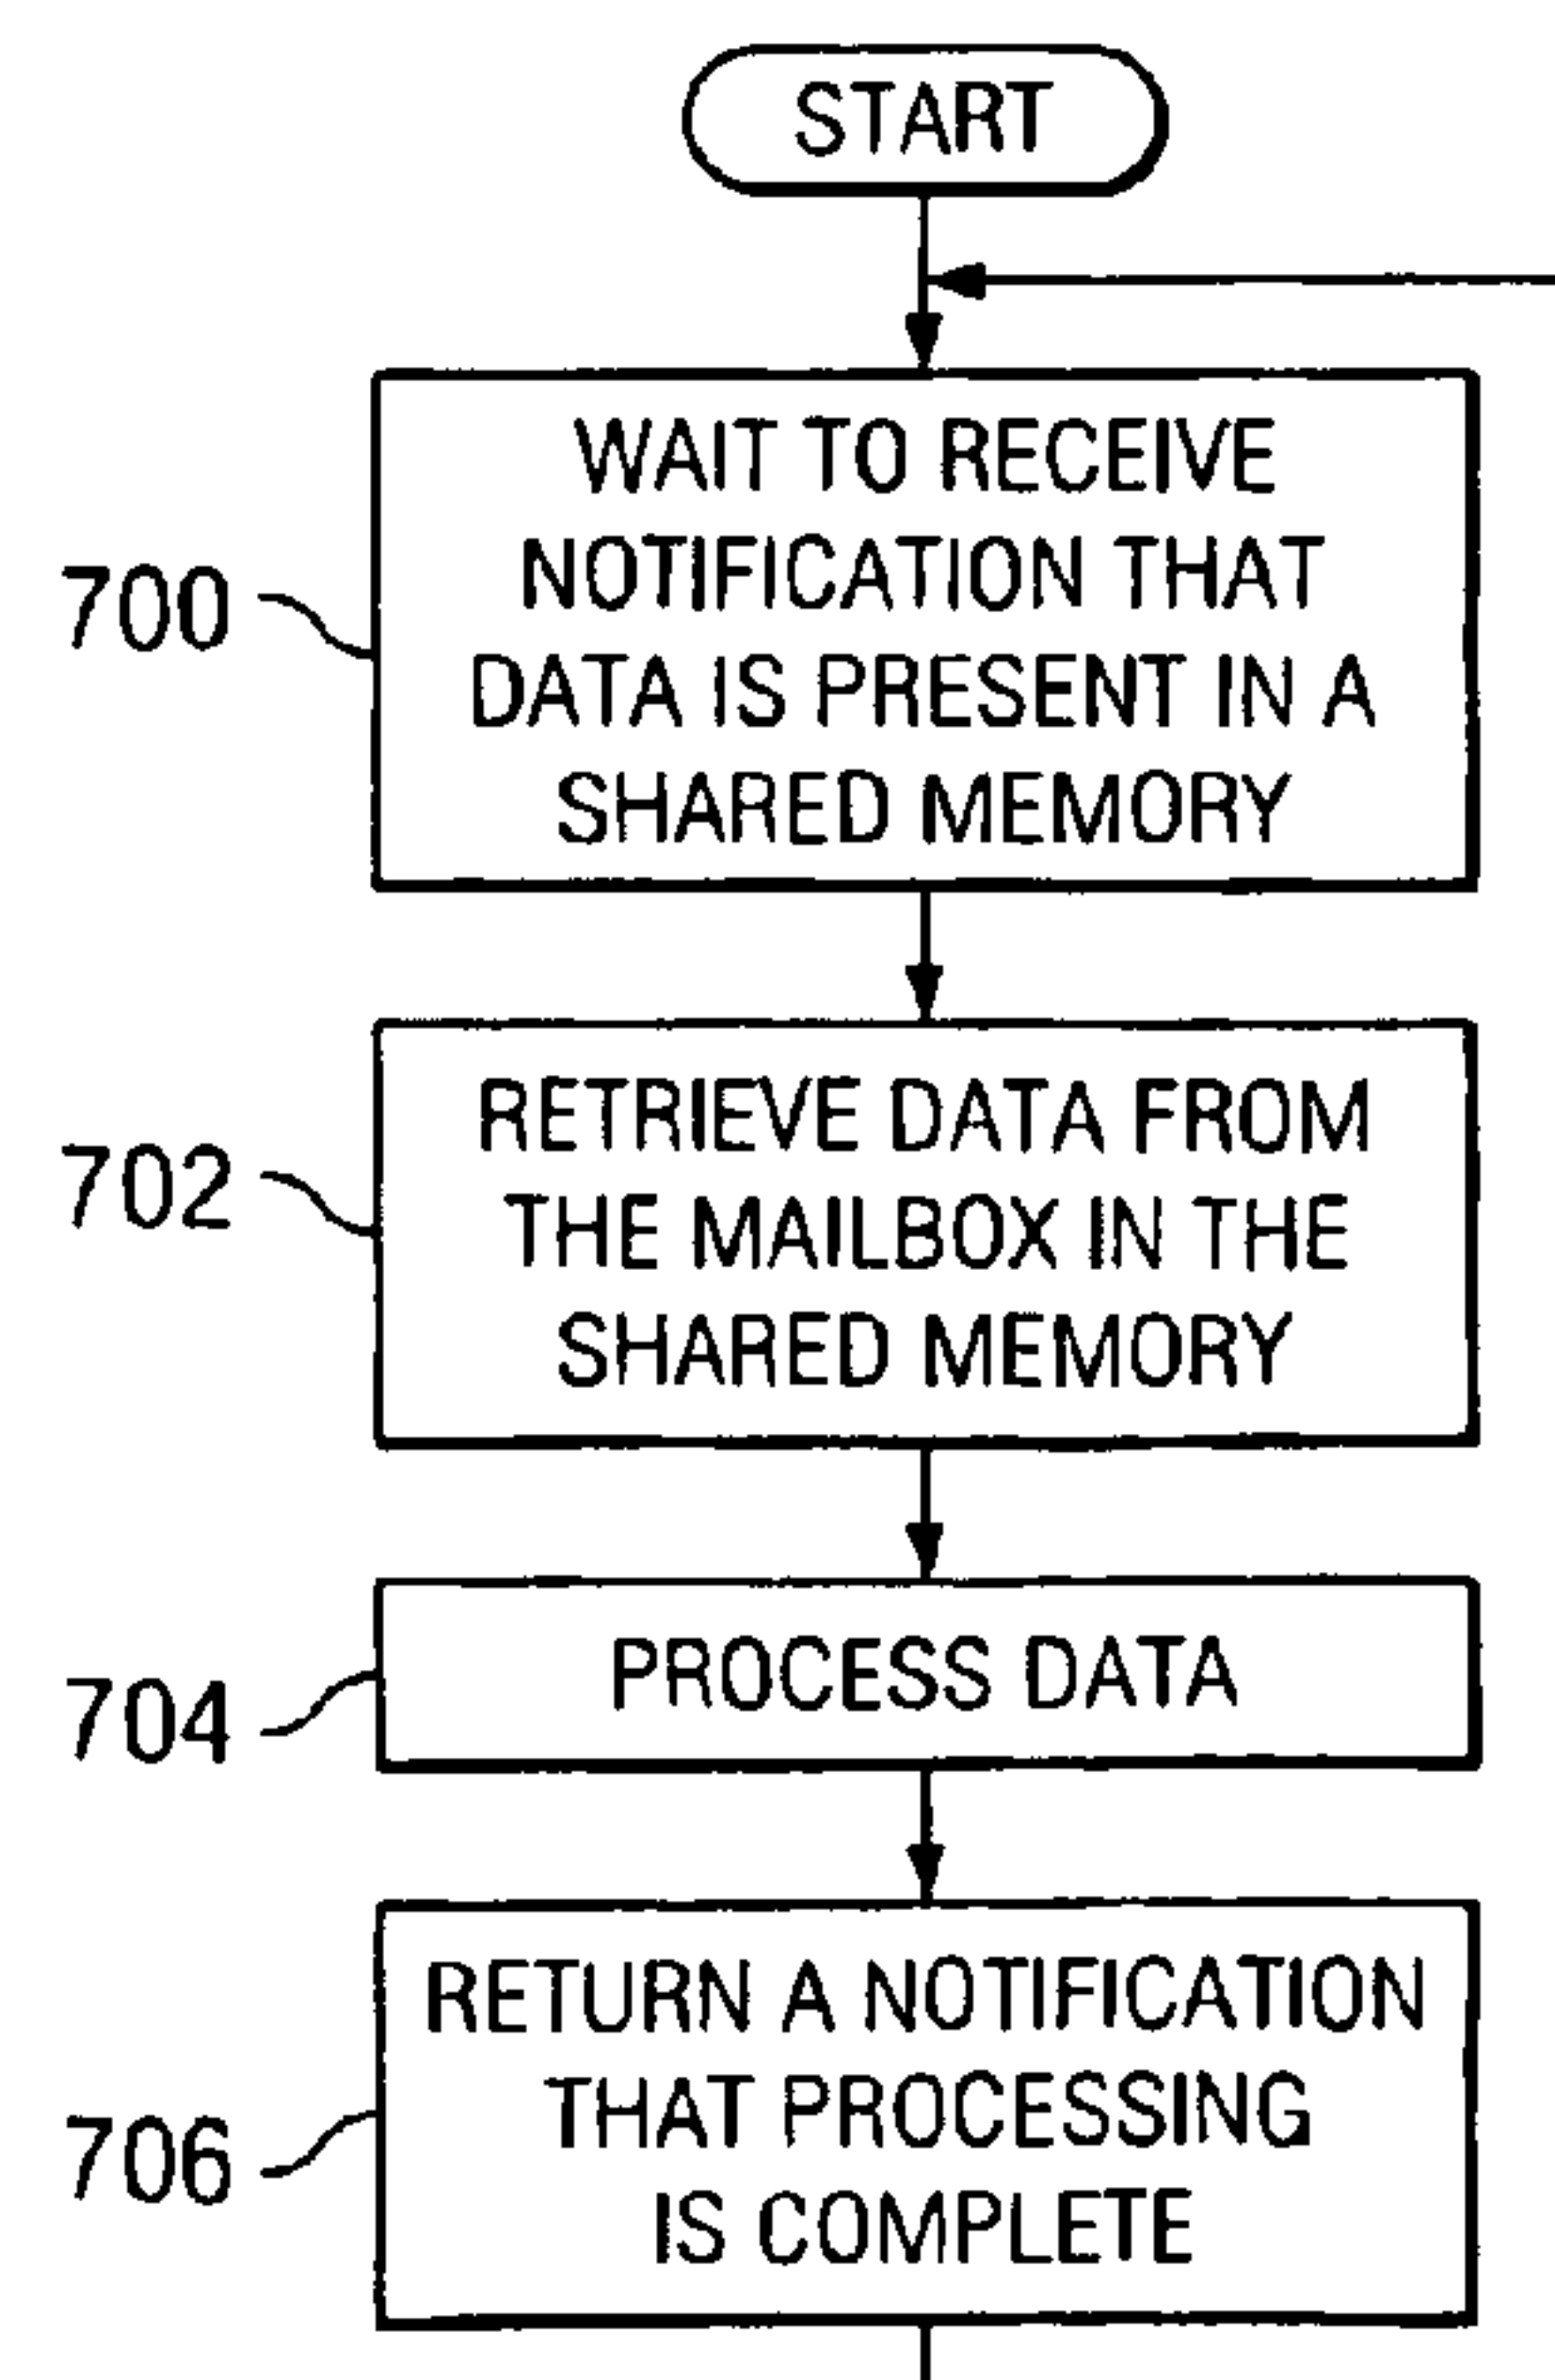 START
WAIT TO RECEIVE
NOTIFICATION THAT
DATA IS PRESENT IN A
SHARED MEMORY
700
RETRIEVE DATA FROM
THE MAILBOX IN THE
SHARED MEMORY
702
PROCESS DATA
704
RETURN A NOTIFICATION
THAT PROCESSING
IS COMPLETE
706